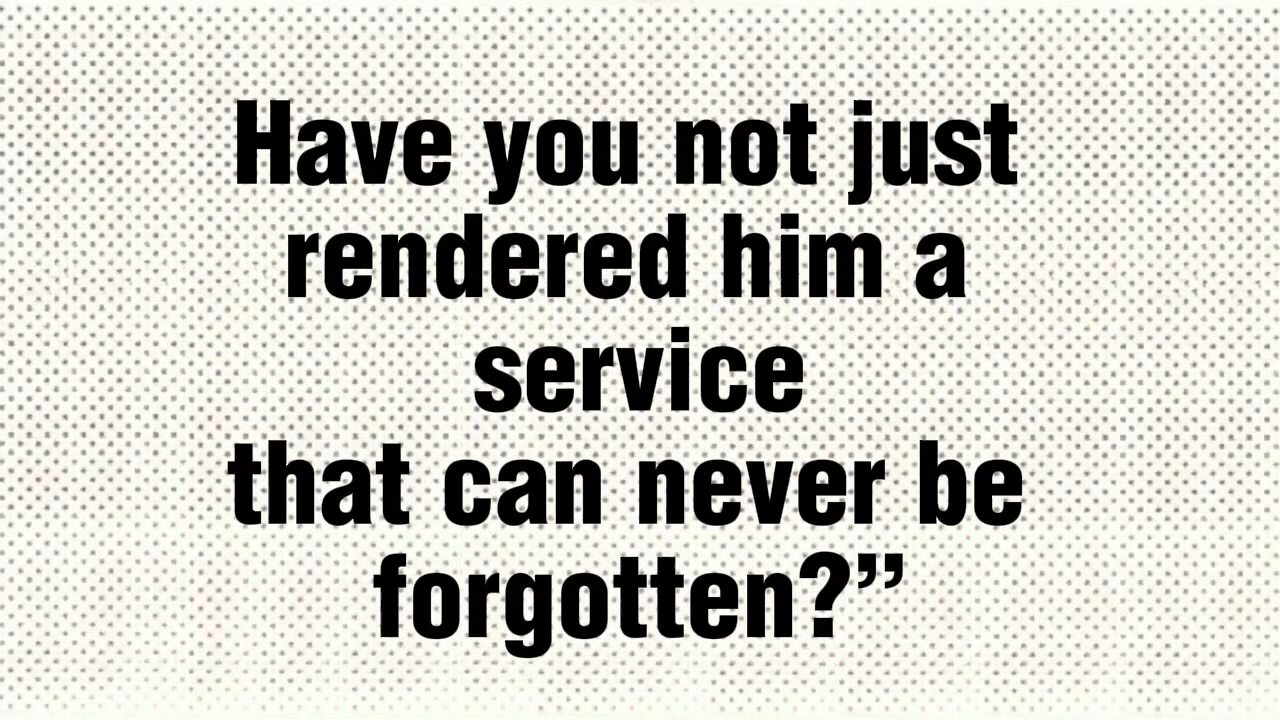 Have you not just
rendered him a
service
that can never be
forgotten?”